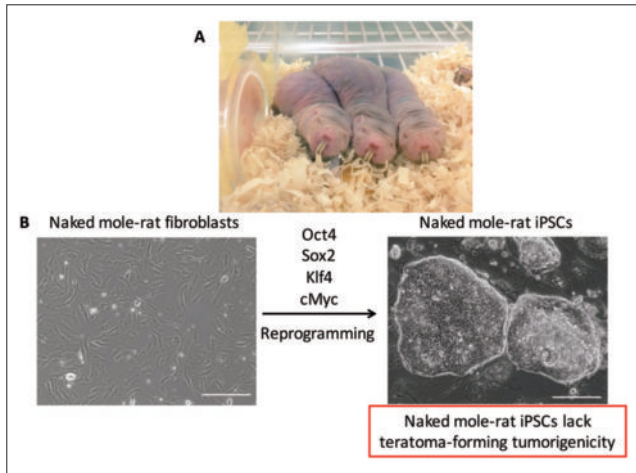 A
B
Naked mole-rat fibroblasts
Oct4
Sox2
Klf4
cMyc
Reprogramming
Naked mole-rat iPSCs
Naked mole-rat iPSCs lack
teratoma-forming tumorigenicity